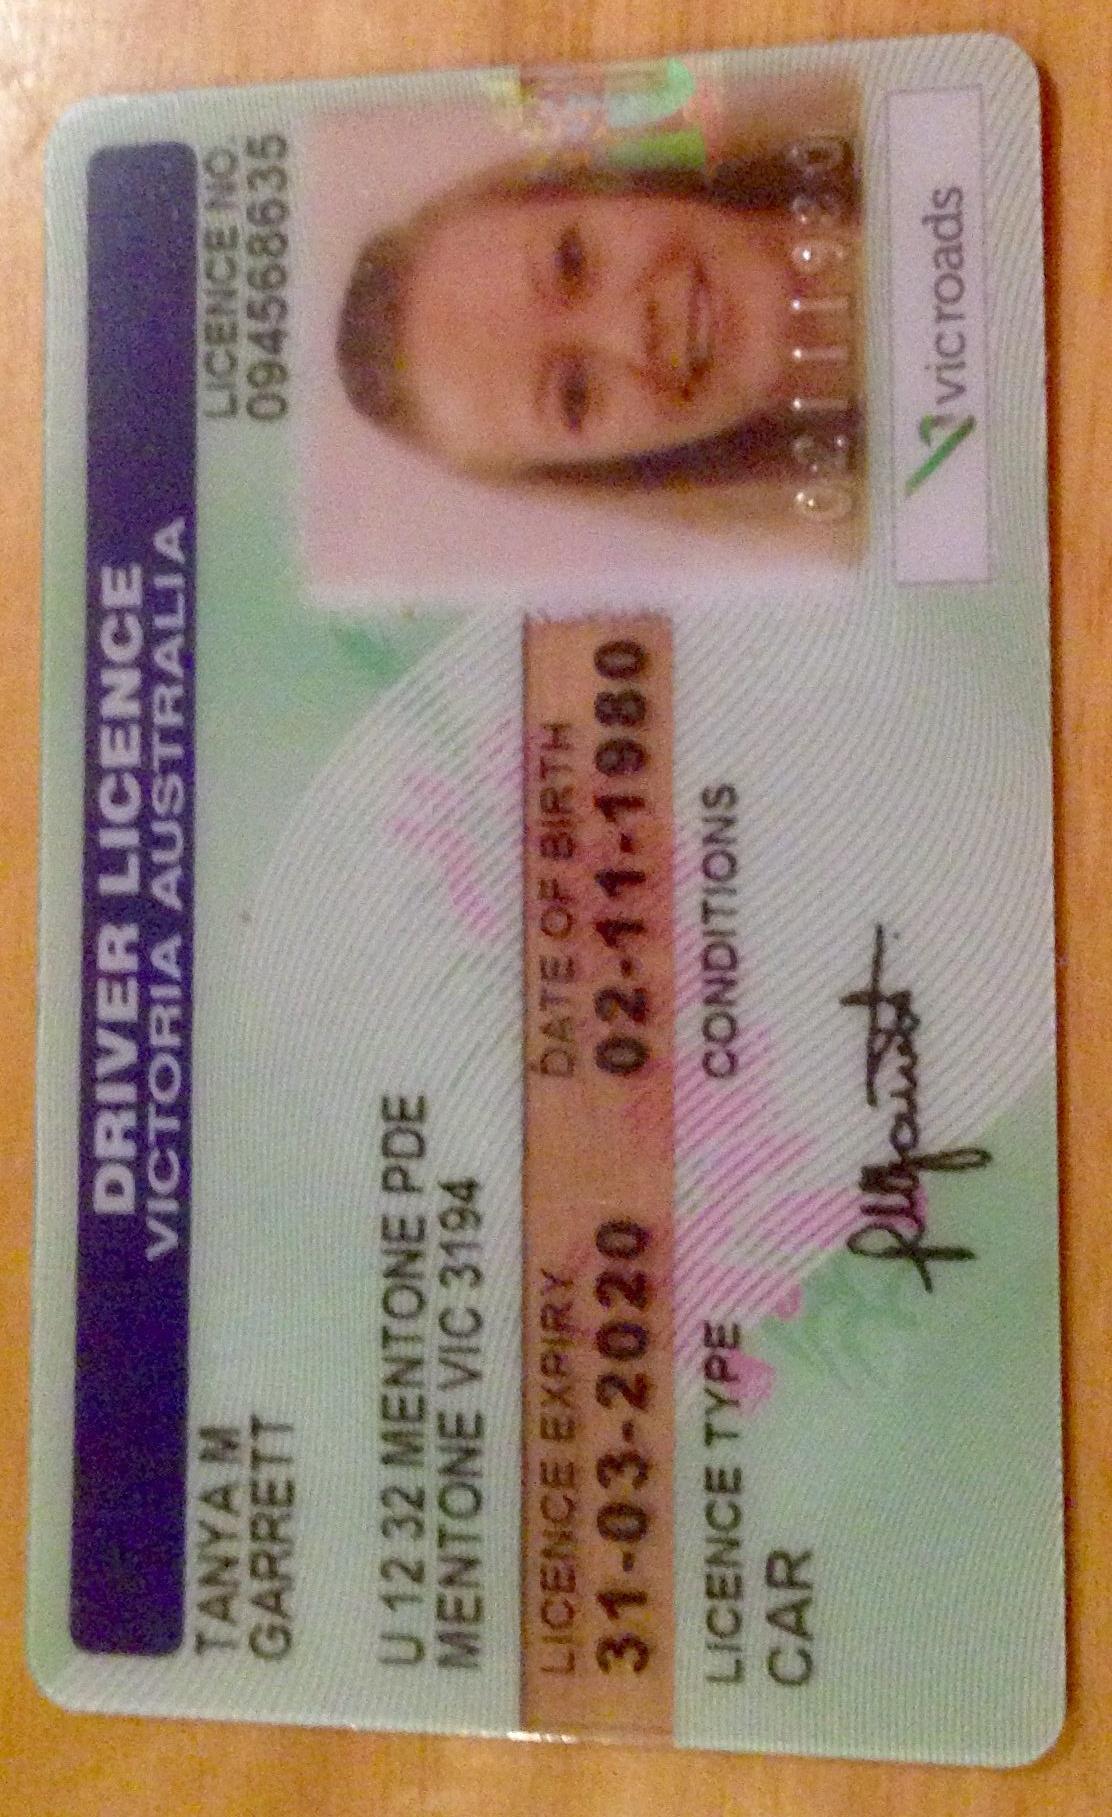 DRIVER LICENCE
VICTORIA AUSTRALIA
TANYA M
GARRETT
LICENCE NO.
094568635
U 12 32 MENTONE PDE
MENTONE VIC 3194
LICENCE EXPIRY
31-03-2020
DATE OF BIRTH
02-11-1980
LICENCE TYPE
CAR
CONDITIONS
vicroads